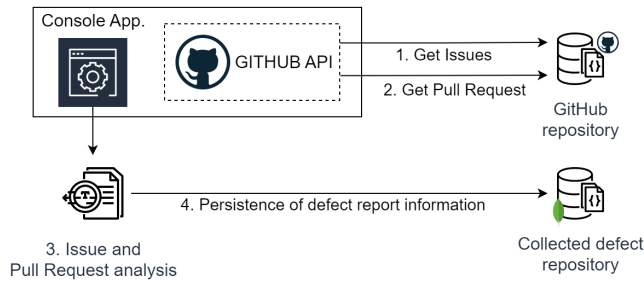 Console App.
GITHUB API
1. Get Issues
2. Get Pull Request
GitHub
repository
4. Persistence of defect report information
3. Issue and
Pull Request analysis
Collected defect
repository